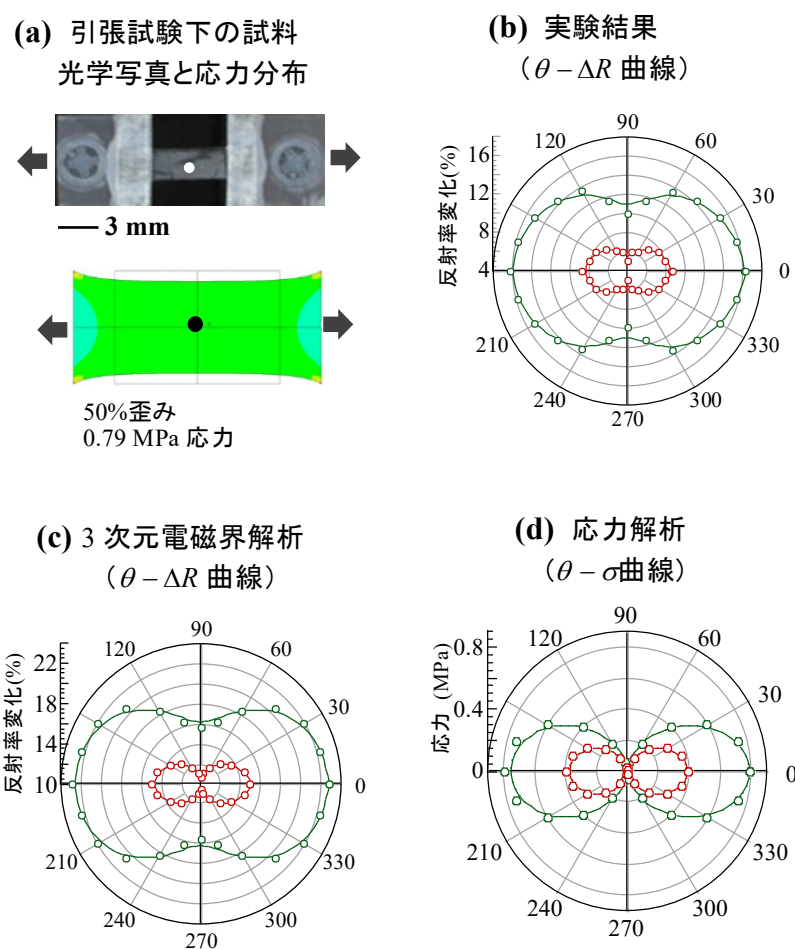 (a) 引張試験下の試料
光学写真と応力分布
3 mm
50%歪み
0.79 MPa 応力
(b) 実験結果
（θ − ΔR 曲線）
反射率変化(%)
16
12
8
4
90
120
60
30
0
210
330
240
300
270
(c) 3 次元電磁界解析
（θ − ΔR 曲線）
反射率変化(%)
22
18
14
10
90
120
60
30
0
210
330
240
300
270
(d) 応力解析
（θ − σ曲線）
応力 (MPa)
0.8
0.4
0
90
120
60
30
0
210
330
240
300
270